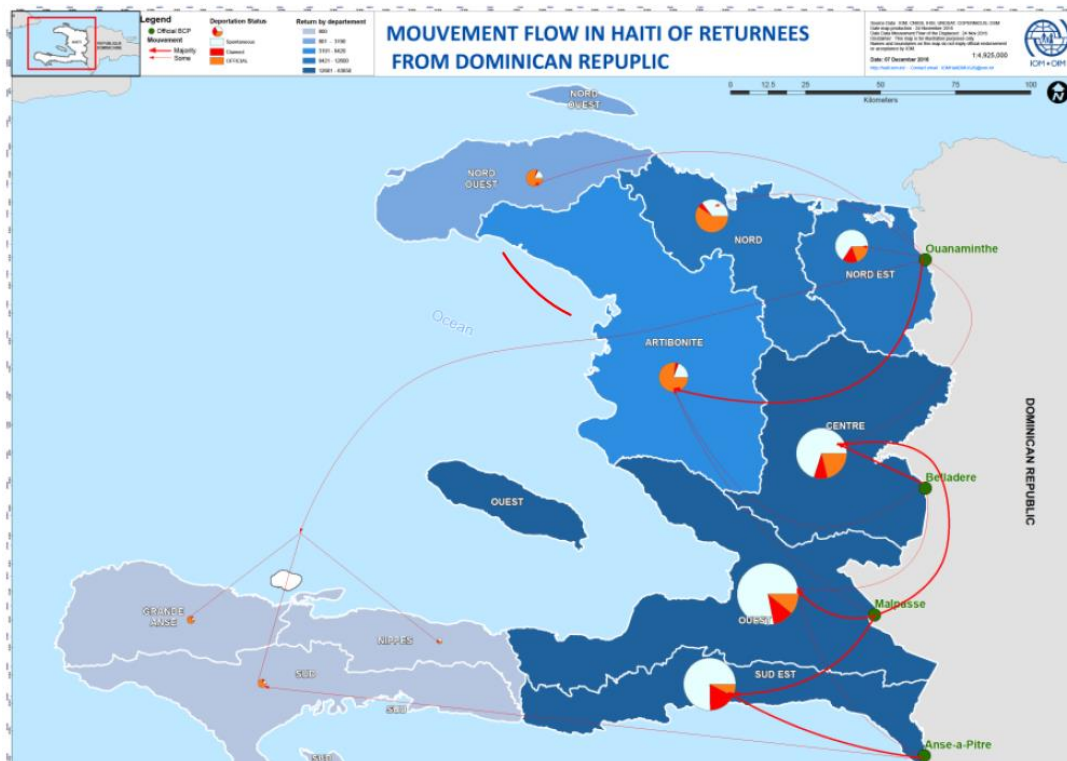 Legend
Official BCP
Mouvement
Majority
Some
Deportation Status
Spontaneous
Claimed
OFFICIAL
Return by departement
MOUVEMENT FLOW IN HAITI OF RETURNEES
FROM DOMINICAN REPUPLIC
1:4,925,000
Date: 07 December 2016
IOM • OIM
HAITI
0 12.5 25 50 75 100
Kilometers
N
NORD
OUEST
NORD
OUEST
NORD
NORD EST
Ouanaminthe
Ocean
ARTIBONITE
CENTRE
Belladere
DOMINICAN REPUBLIC
OUEST
OUEST
Malpasse
GRANDE
ANSE
NIPPES
SUD
SUD EST
SUD
SUD
Anse-a-Pitre